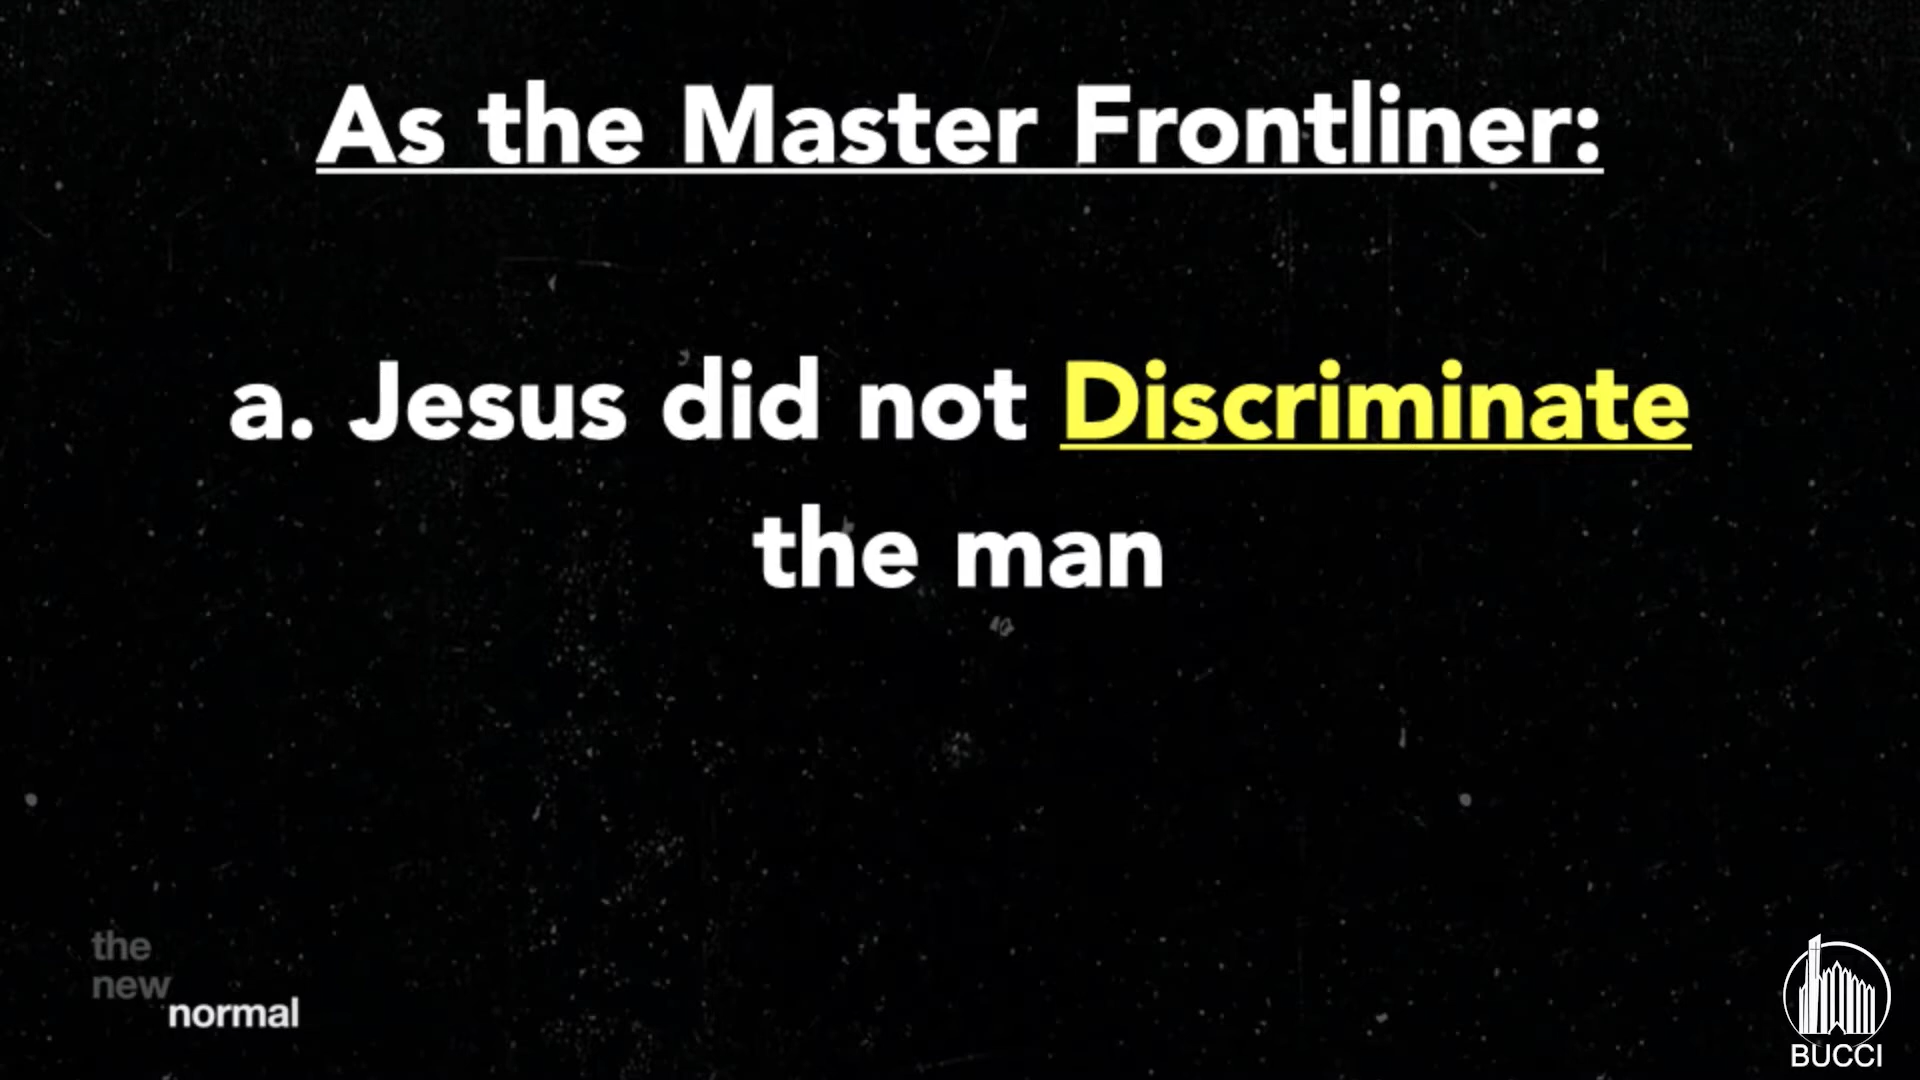 As the Master Frontliner:
a. Jesus did not Discriminate
the man
the
new
normal
BUCCI